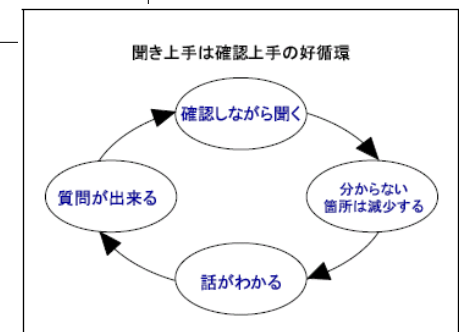 聞き上手は確認上手の好循環
確認しながら聞く
分からない
箇所は減少する
話がわかる
質問が出来る